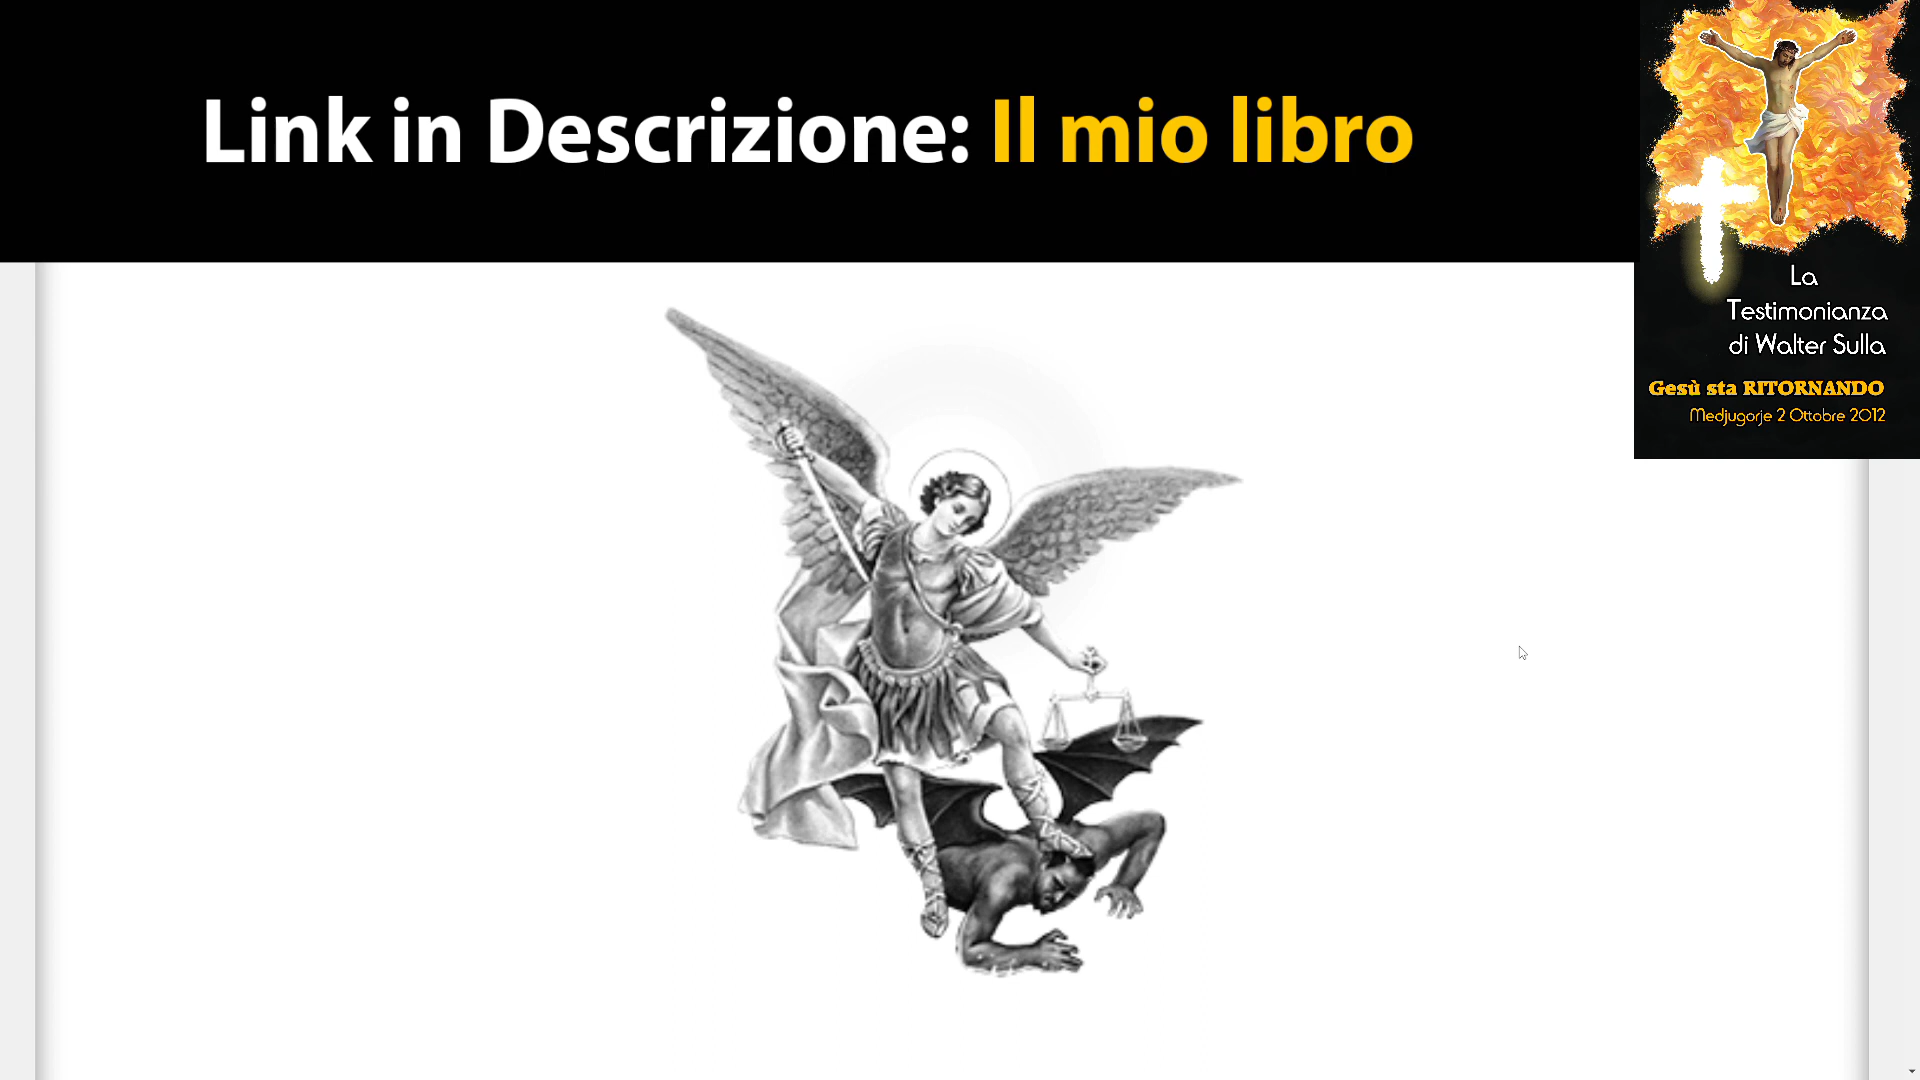 Link in Descrizione: Il mio libro
La
Testimonianza
di Walter Sulla
Gesù sta RITORNANDO
Medjugorje 2 Ottobre 2012